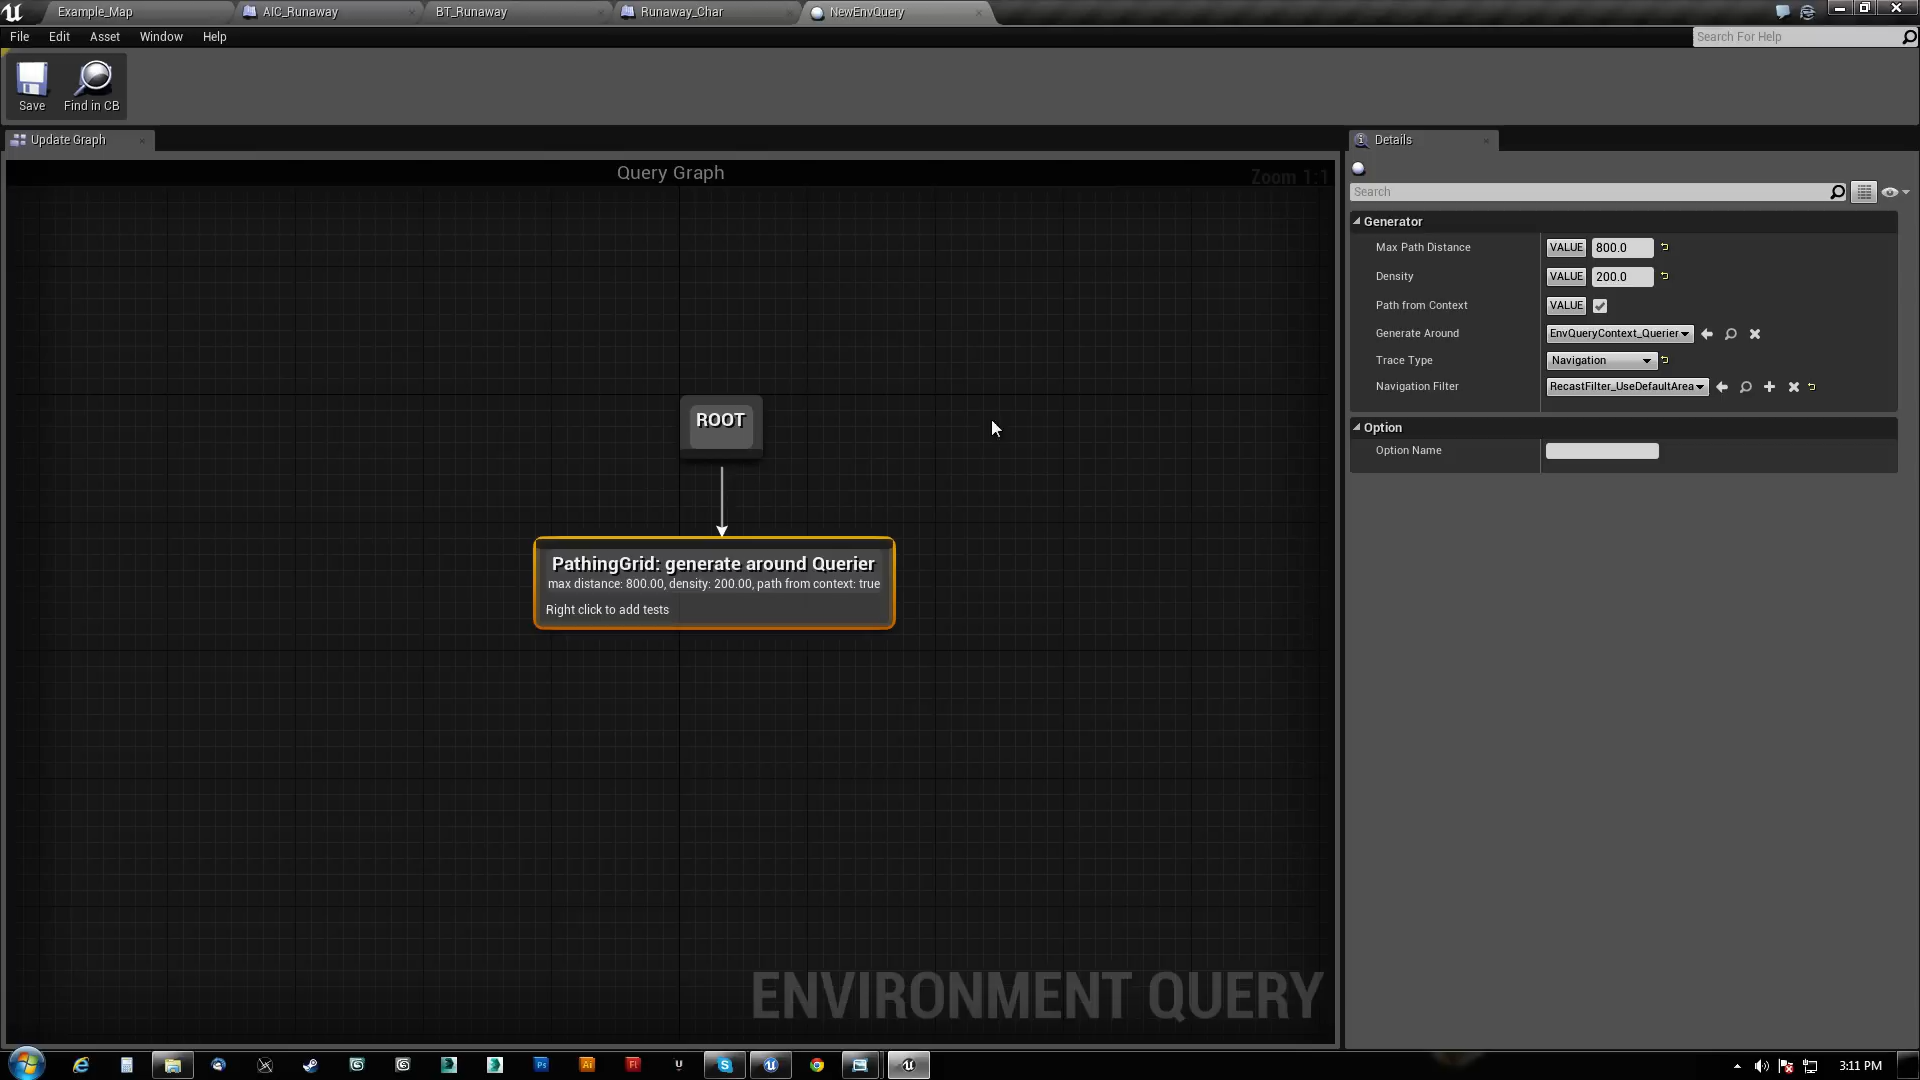 Example_Map
AIC_Runaway
BT_Runaway
Runaway_Char
NewEnvQuery
File
Edit
Asset
Window
Help
Search For Help
Save
Find in CB
Update Graph
Details
Query Graph
Zoom 1:1
Search
Generator
Max Path Distance
VALUE
800.0
Density
VALUE
200.0
Path from Context
VALUE
Generate Around
EnvQueryContext_Querier
Trace Type
Navigation
Navigation Filter
RecastFilter_UseDefaultArea
Option
Option Name
ROOT
PathingGrid: generate around Querier
max distance: 800.00, density: 200.00, path from context: true
Right click to add tests
ENVIRONMENT QUERY
Ps
Ai
Fl
3:11 PM